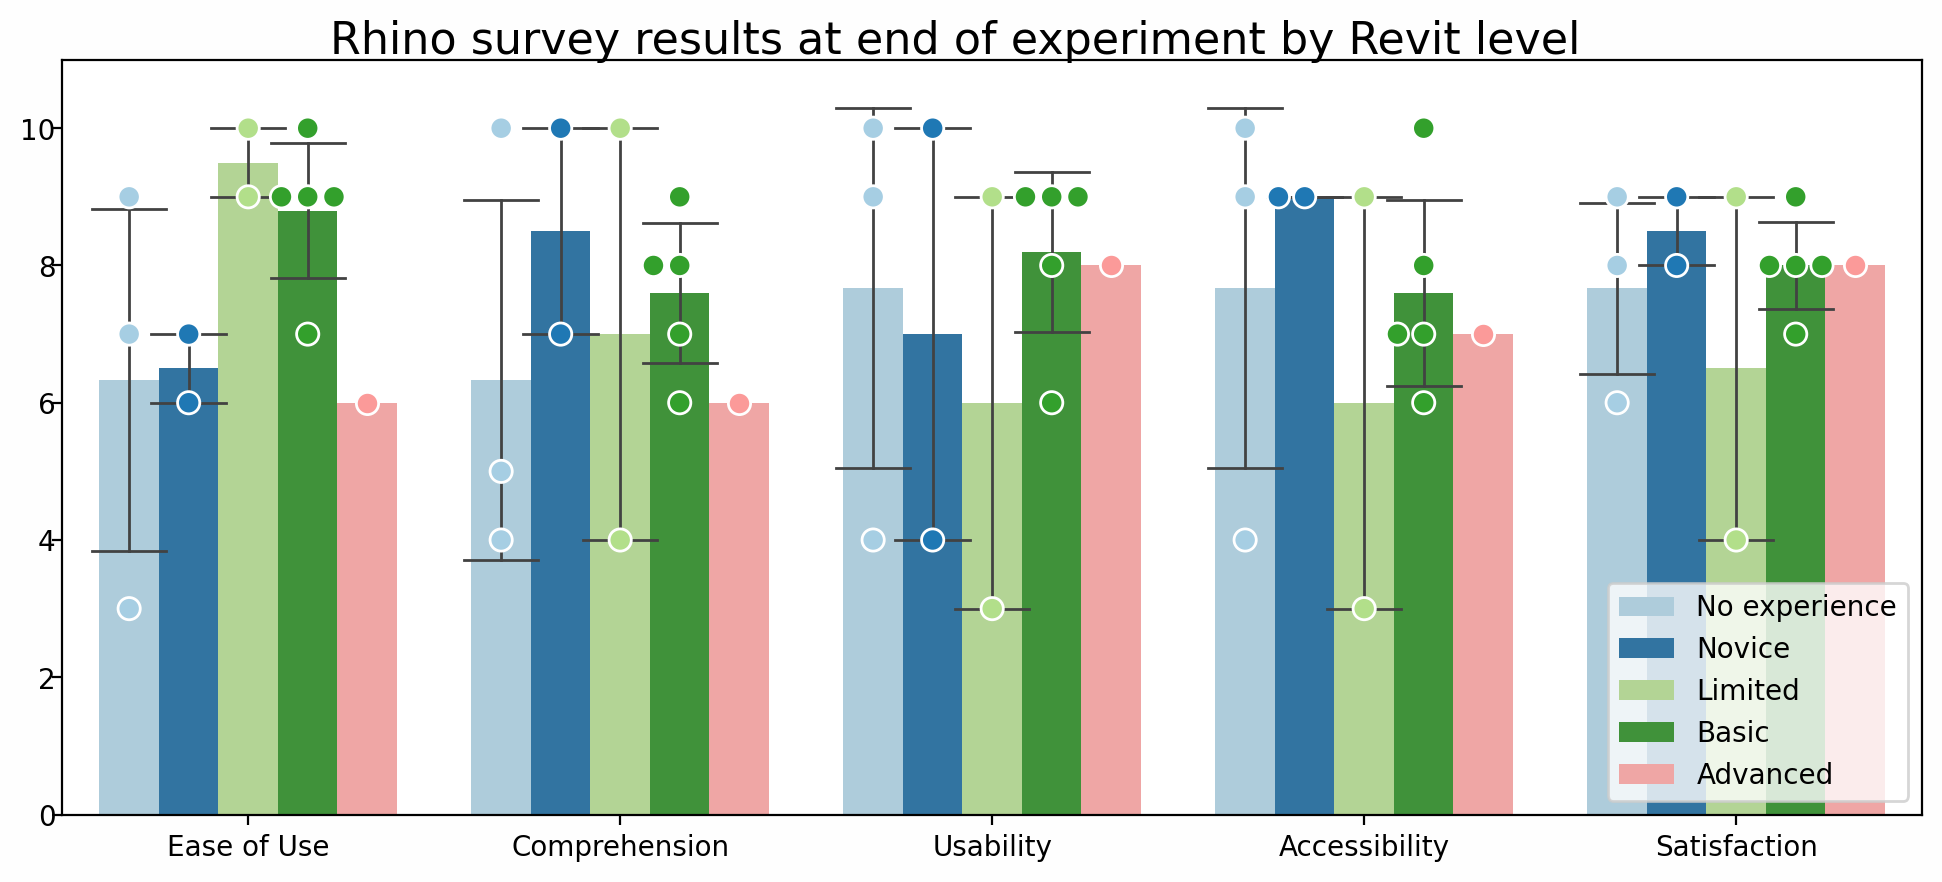 Rhino survey results at end of experiment by Revit level
10
8
6
4
2
0
Ease of Use
Comprehension
Usability
Accessibility
Satisfaction
No experience
Novice
Limited
Basic
Advanced